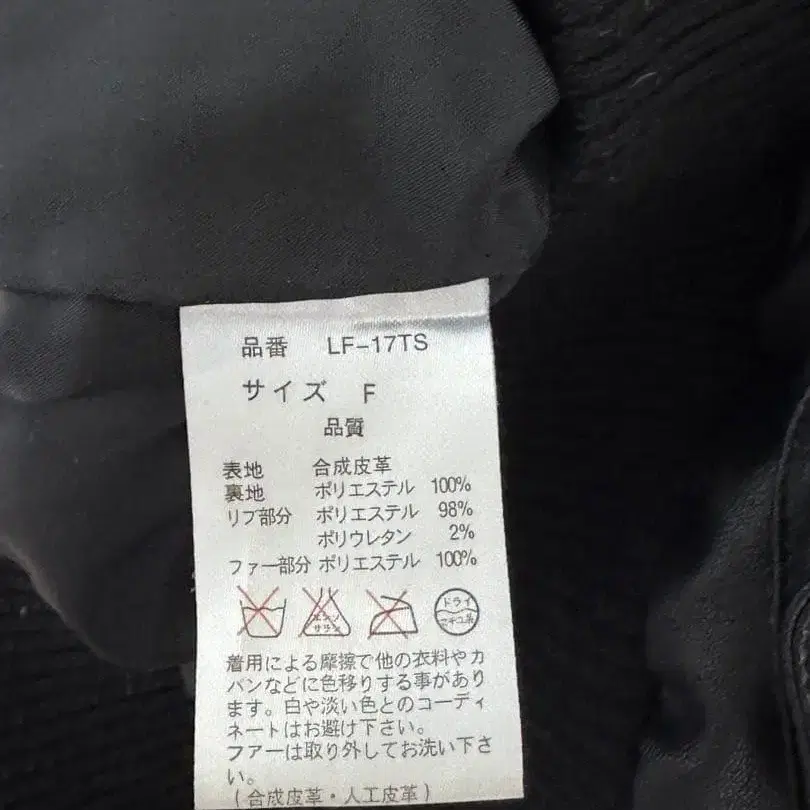 品番 LF-17TS
サイズ F
品質
表地 合成皮革
裏地 ポリエステル 100%
リブ部分 ポリエステル 98%
ポリウレタン 2%
ファー部分 ポリエステル 100%
エンソ サラシ ドライ
着用による摩擦で他の衣料やカ
バンなどに色移りする事があり
ます。白や淡い色とのコーディ
ネートはお避け下さい。
ファーは取り外してお洗い下さ
い。
(合成皮革・人工皮革)